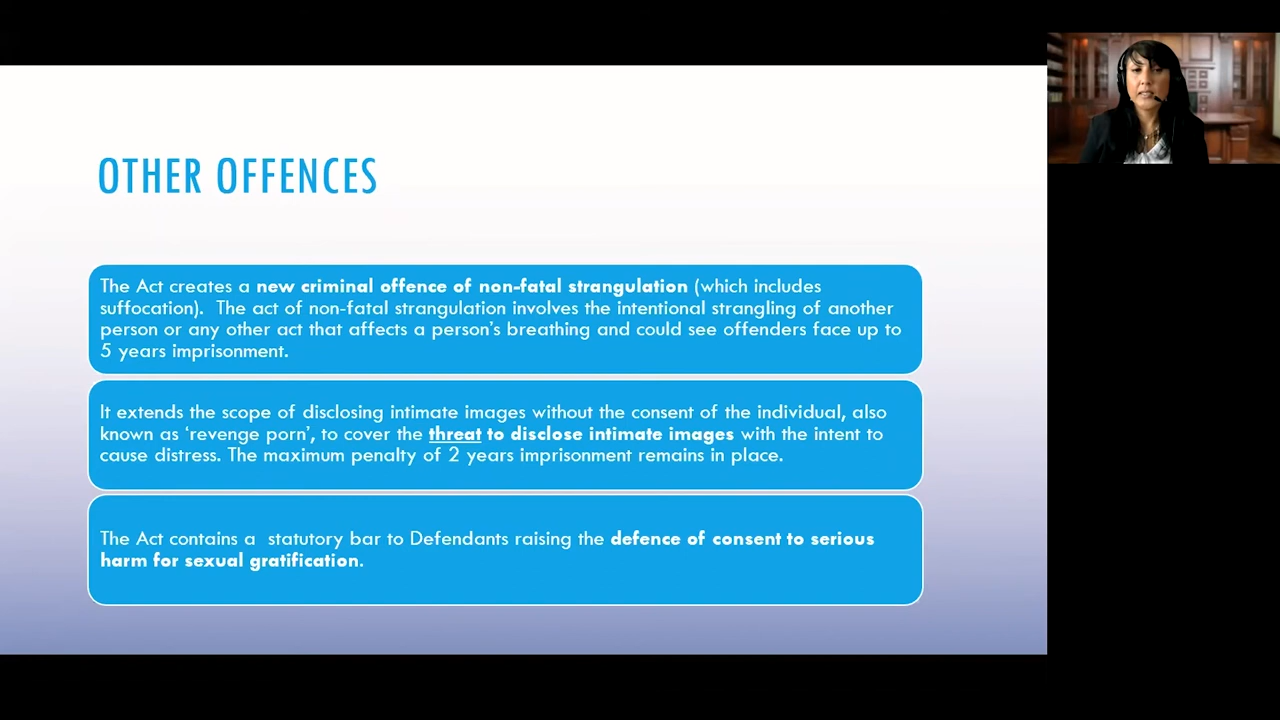 OTHER OFFENCES
The Act creates a new criminal offence of non-fatal strangulation (which includes
suffocation).  The act of non-fatal strangulation involves the intentional strangling of another
person or any other act that affects a person's breathing and could see offenders face up to
5 years imprisonment.
It extends the scope of disclosing intimate images without the consent of the individual, also
known as ‘revenge porn’, to cover the threat to disclose intimate images with the intent to
cause distress. The maximum penalty of 2 years imprisonment remains in place.
The Act contains a  statutory bar to Defendants raising the defence of consent to serious
harm for sexual gratification.